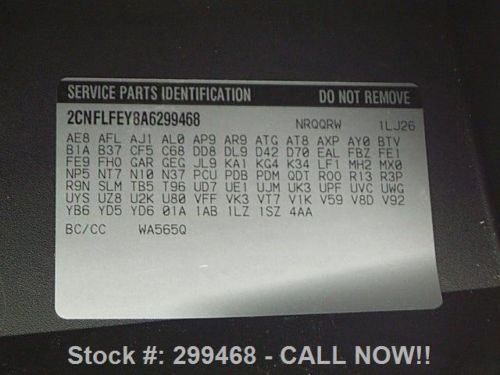 SERVICE PARTS IDENTIFICATION DO NOT REMOVE
2CNFLFEY8A6299468 NRQQRW 1LJ26
AE8 AFL AJ1 AL0 AP9 AR9 ATG AT8 AXP AY0 BTV
B1A B37 CF5 C68 DD8 DL9 D42 D70 EAL FBZ FE1
FE9 FHO GAR GEG JL9 KA1 KG4 K34 LF1 MH2 MX0
NP5 NT7 N10 N37 PCU PDB PDM QDT R00 R13 R3P
R9N SLM TB5 T96 UD7 UE1 UJM UK3 UPF UVC UWG
UYS UZ8 U2K U80 VFF VK3 VT7 V1K V59 V8D V92
YB6 YD5 YD6 01A 1AB 1LZ 1SZ 4AA
BC/CC WA565Q
Stock #: 299468 - CALL NOW!!